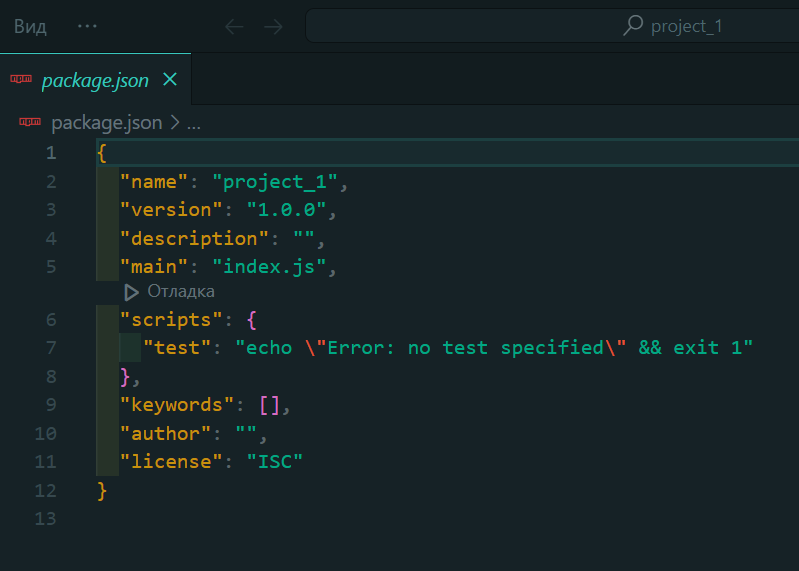 Вид ··· ← → project_1
package.json ×
package.json > ...
1 {
2 "name": "project_1",
3 "version": "1.0.0",
4 "description": "",
5 "main": "index.js",
Отладка
6 "scripts": {
7 "test": "echo \"Error: no test specified\" && exit 1"
8 },
9 "keywords": [],
10 "author": "",
11 "license": "ISC"
12 }
13